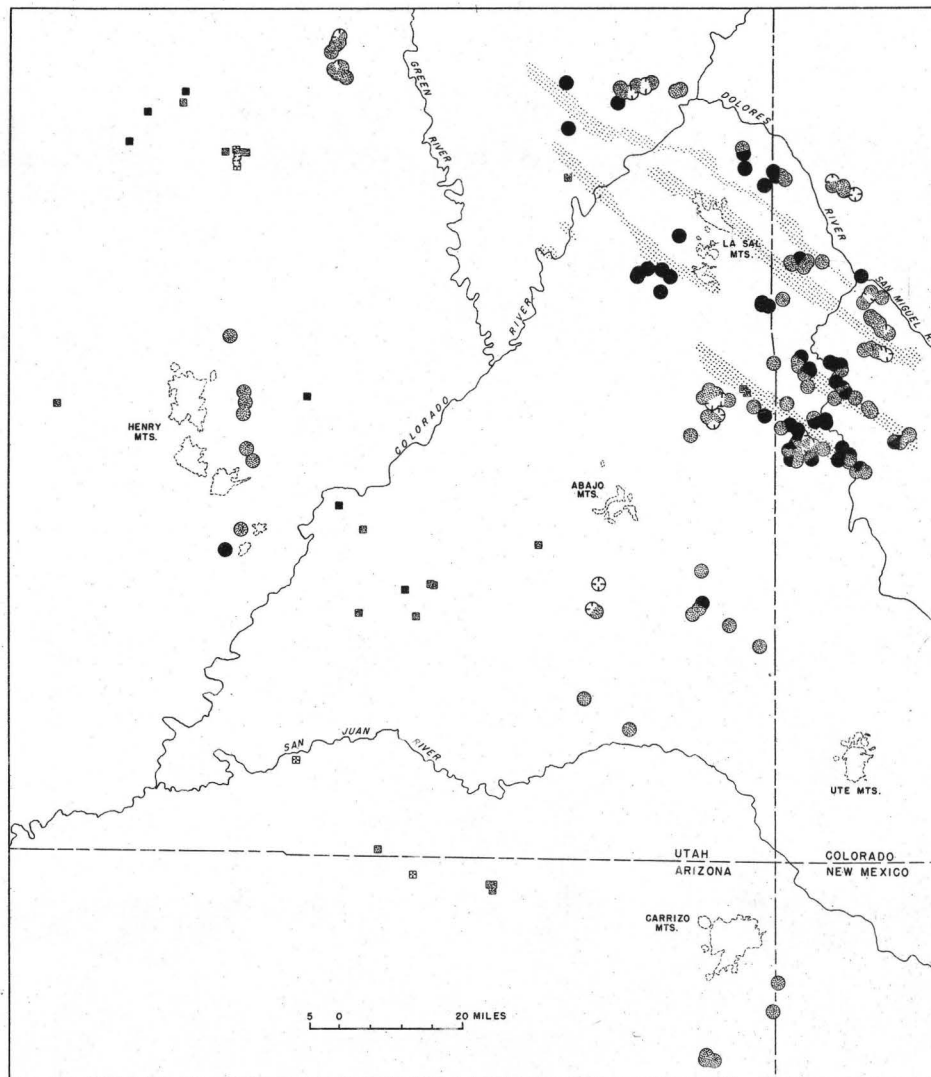 GREEN
RIVER
DOLORES
RIVER
LA SAL
MTS.
SAN MIGUEL R
COLORADO
RIVER
HENRY
MTS.
ABAJO
MTS.
SAN JUAN RIVER
UTE MTS.
UTAH
COLORADO
ARIZONA
NEW MEXICO
CARRIZO
MTS.
5 0 20 MILES